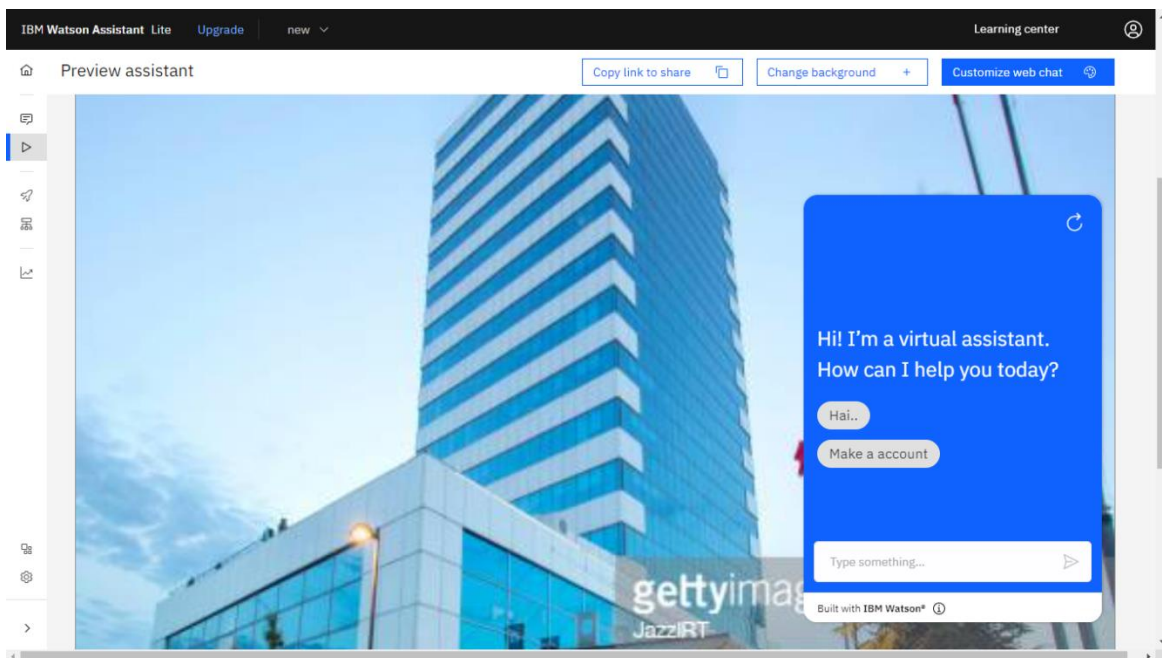 IBM Watson Assistant Lite Upgrade new Learning center
Preview assistant Copy link to share Change background + Customize web chat
Hi! I'm a virtual assistant.
How can I help you today?
Hai..
Make a account
Type something...
gettyimag
JazzIRT
Built with IBM Watson®